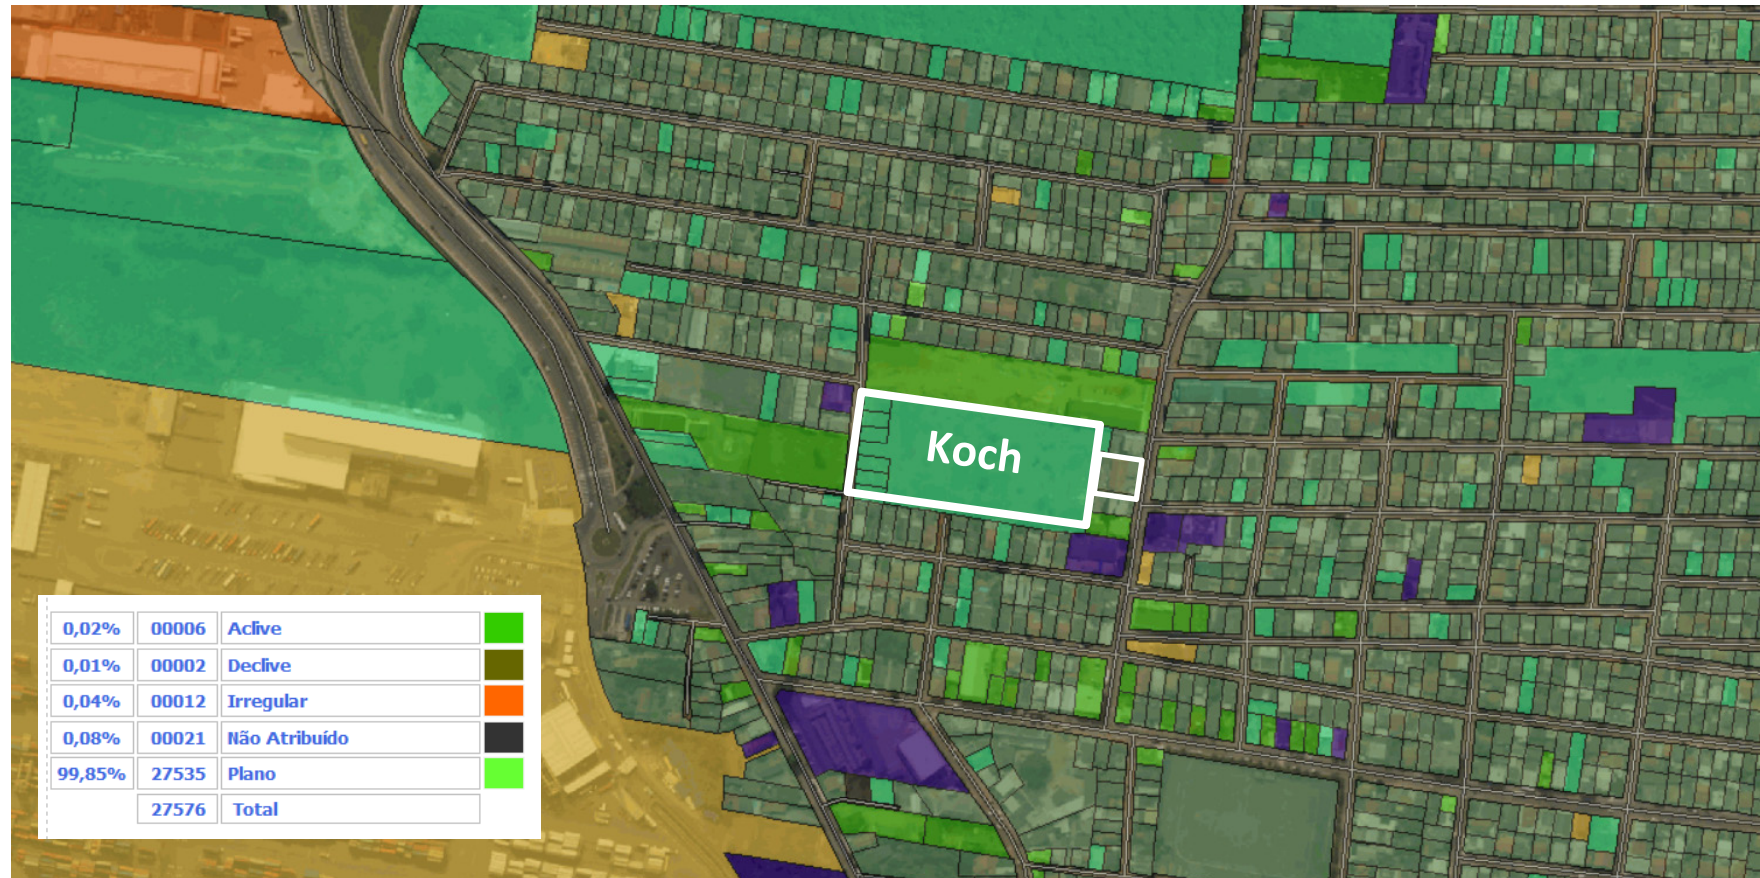 Koch
0,02% 00006 Aclive
0,01% 00002 Declive
0,04% 00012 Irregular
0,08% 00021 Não Atribuído
99,85% 27535 Plano
27576 Total